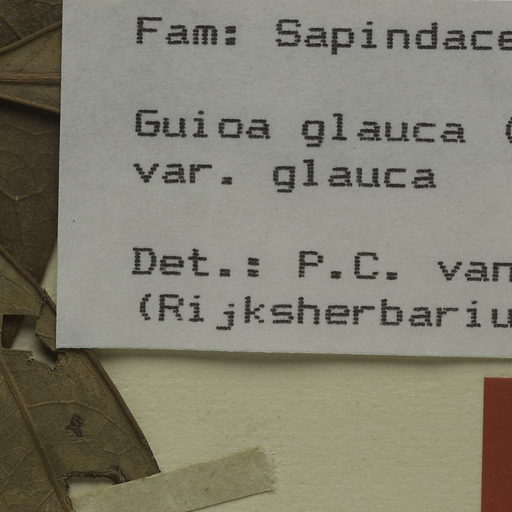 Fam: Sapindace
Guioa glauca (
var. glauca
Det.: P.C. van
(Rijksherbariu